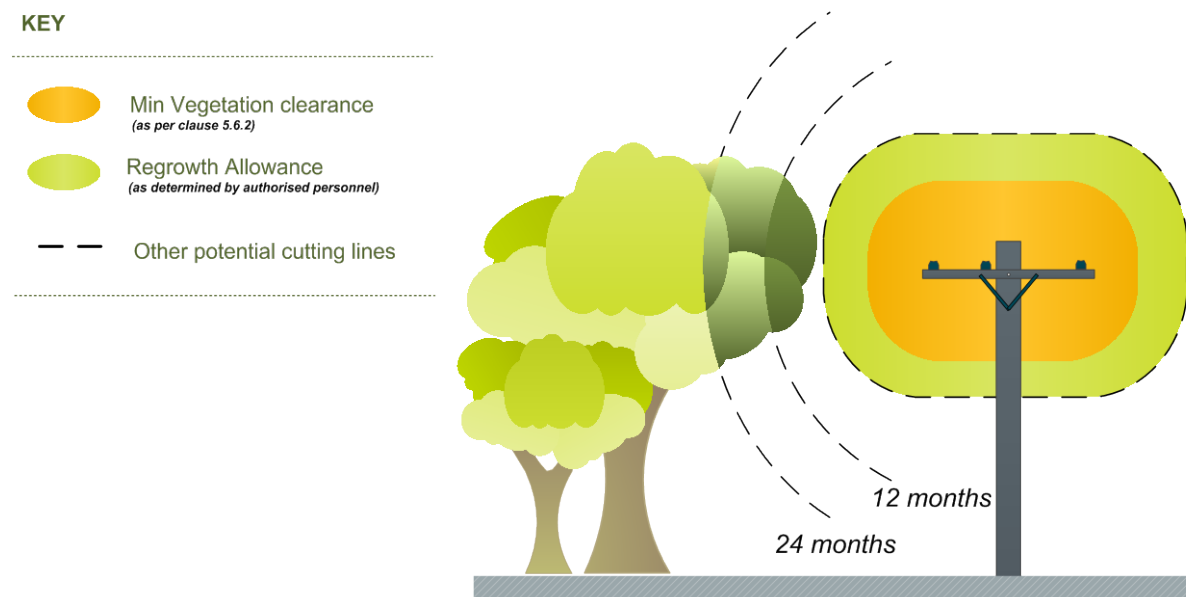 KEY
Min Vegetation clearance
(as per clause 5.6.2)
Regrowth Allowance
(as determined by authorised personnel)
Other potential cutting lines
12 months
24 months